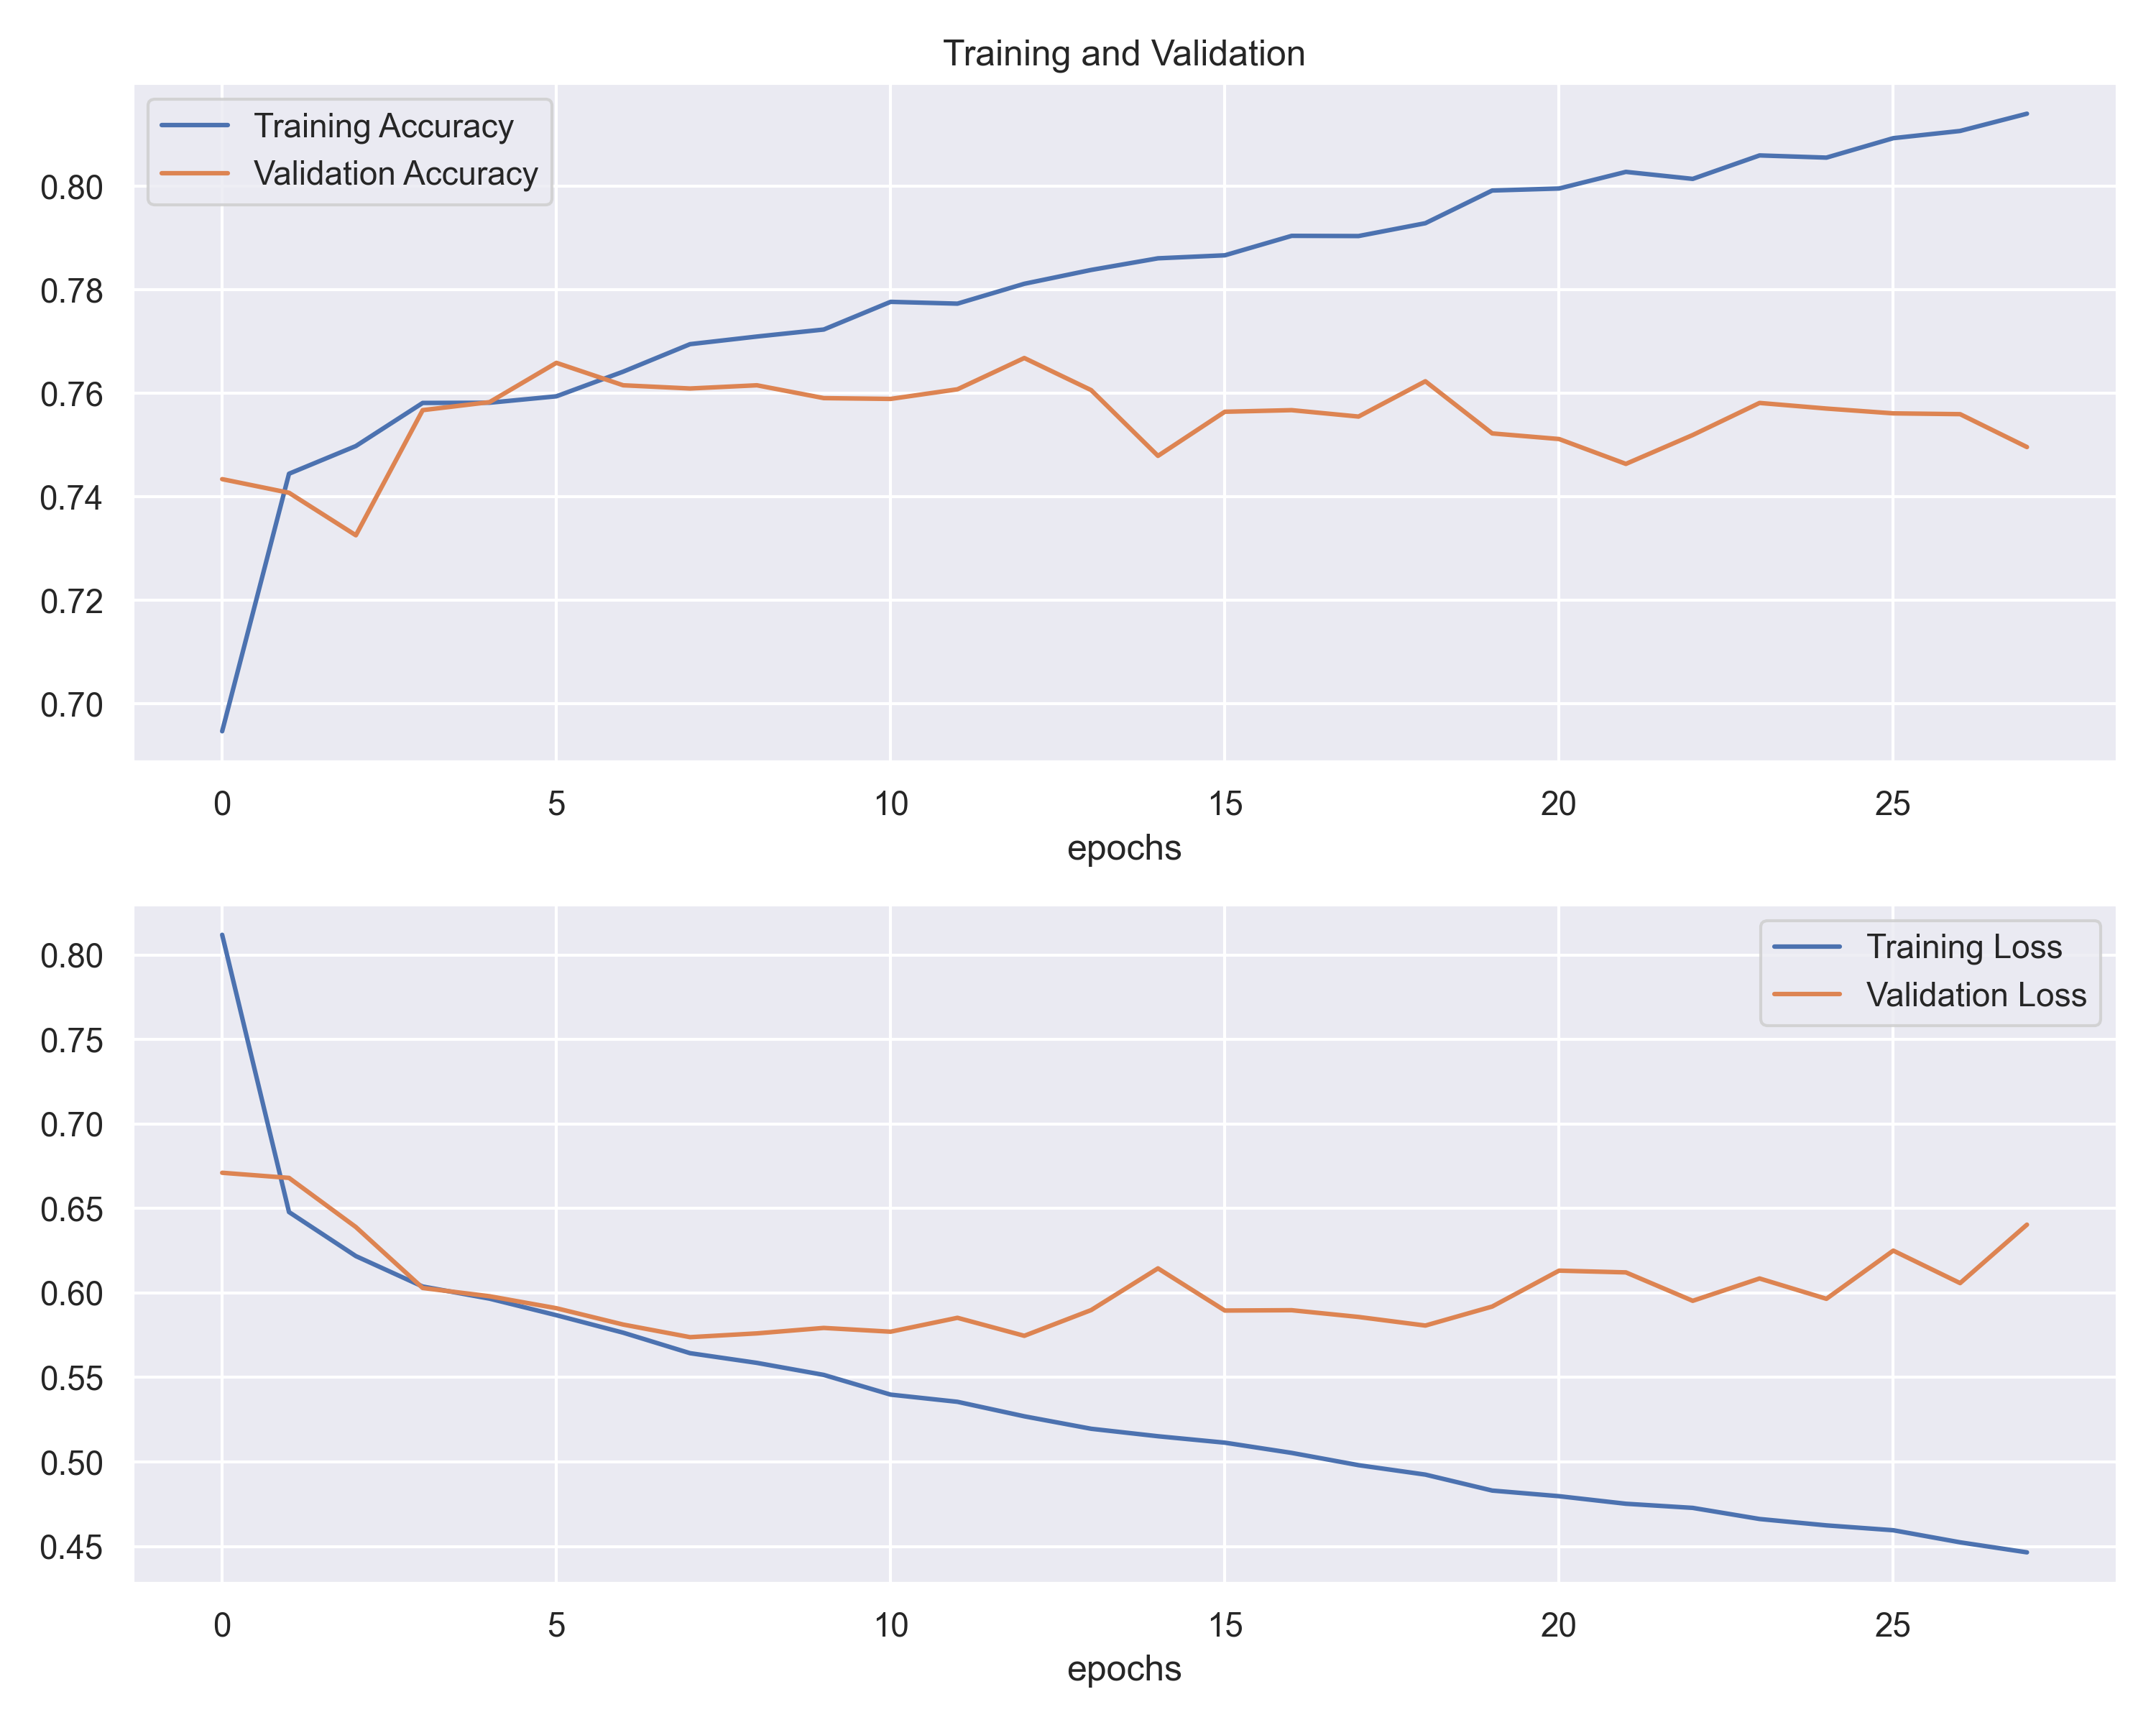 Training and Validation
Training Accuracy
Validation Accuracy
0.80
0.78
0.76
0.74
0.72
0.70
0 5 10 15 20 25
epochs
Training Loss
Validation Loss
0.80
0.75
0.70
0.65
0.60
0.55
0.50
0.45
0 5 10 15 20 25
epochs